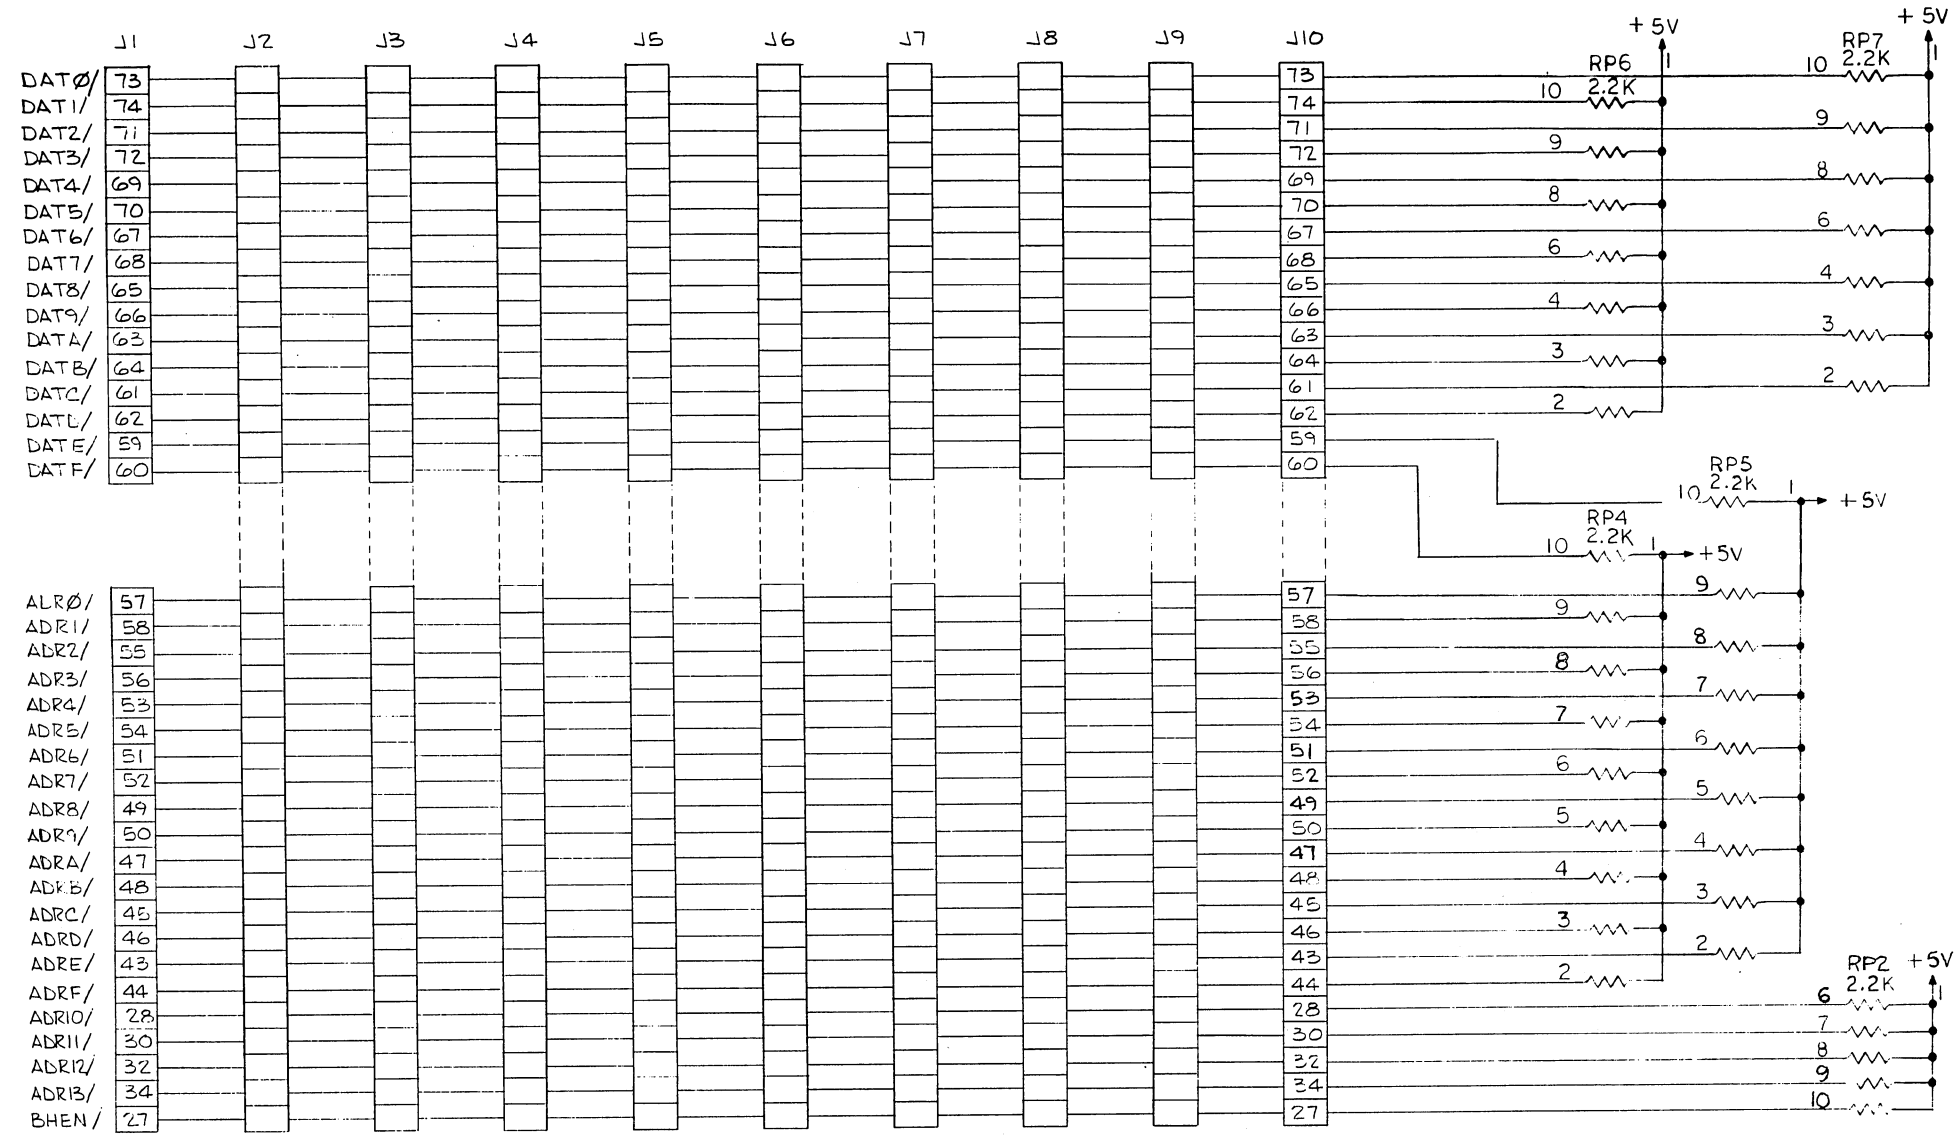 J1 J2 J3 J4 J5 J6 J7 J8 J9 J10
+5V
+5V
RP6
2.2K
1
RP7
2.2K
1
DATØ/ 73 73 10
DAT1/ 74 74 10
DAT2/ 71 71 9
DAT3/ 72 72 9
DAT4/ 69 69 8
DAT5/ 70 70 8
DAT6/ 67 67 6
DAT7/ 68 68 6
DAT8/ 65 65 4
DAT9/ 66 66 4
DATA/ 63 63 3
DATB/ 64 64 3
DATC/ 61 61 2
DATD/ 62 62 2
DATE/ 59 59
DATF/ 60 60
RP5
2.2K
10 1 +5V
RP4
2.2K
10 1 +5V
ADRØ/ 57 57 9
ADR1/ 58 58 9
ADR2/ 55 55 8
ADR3/ 56 56 8
ADR4/ 53 53 7
ADR5/ 54 54 7
ADR6/ 51 51 6
ADR7/ 52 52 6
ADR8/ 49 49 5
ADR9/ 50 50 5
ADRA/ 47 47 4
ADRB/ 48 48 4
ADRC/ 45 45 3
ADRD/ 46 46 3
ADRE/ 43 43 2
ADRF/ 44 44 2
RP2
2.2K
+5V
1
ADR10/ 28 28 6
ADR11/ 30 30 7
ADR12/ 32 32 8
ADR13/ 34 34 9
BHEN/ 27 27 10